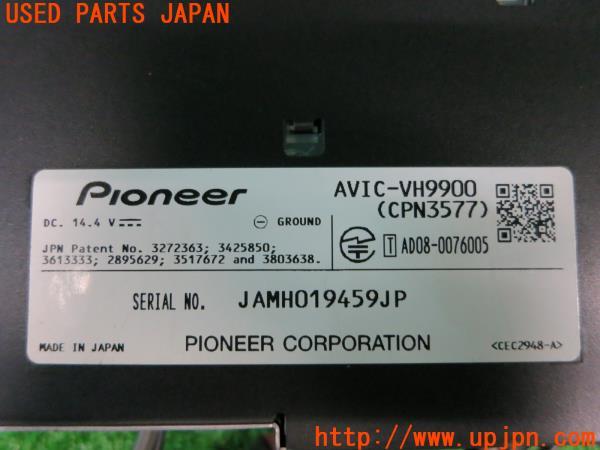 USED PARTS JAPAN
Pioneer
AVIC-VH9900
(CPN3577)
DC. 14.4 V
GROUND
JPN Patent No. 3272363; 3425850;
3613333; 2895629; 3517672 and 3803638.
T AD08-0076005
SERIAL NO. JAMH019459JP
MADE IN JAPAN
PIONEER CORPORATION
<CEC2948-A>
UPJ http://www.upjpn.com